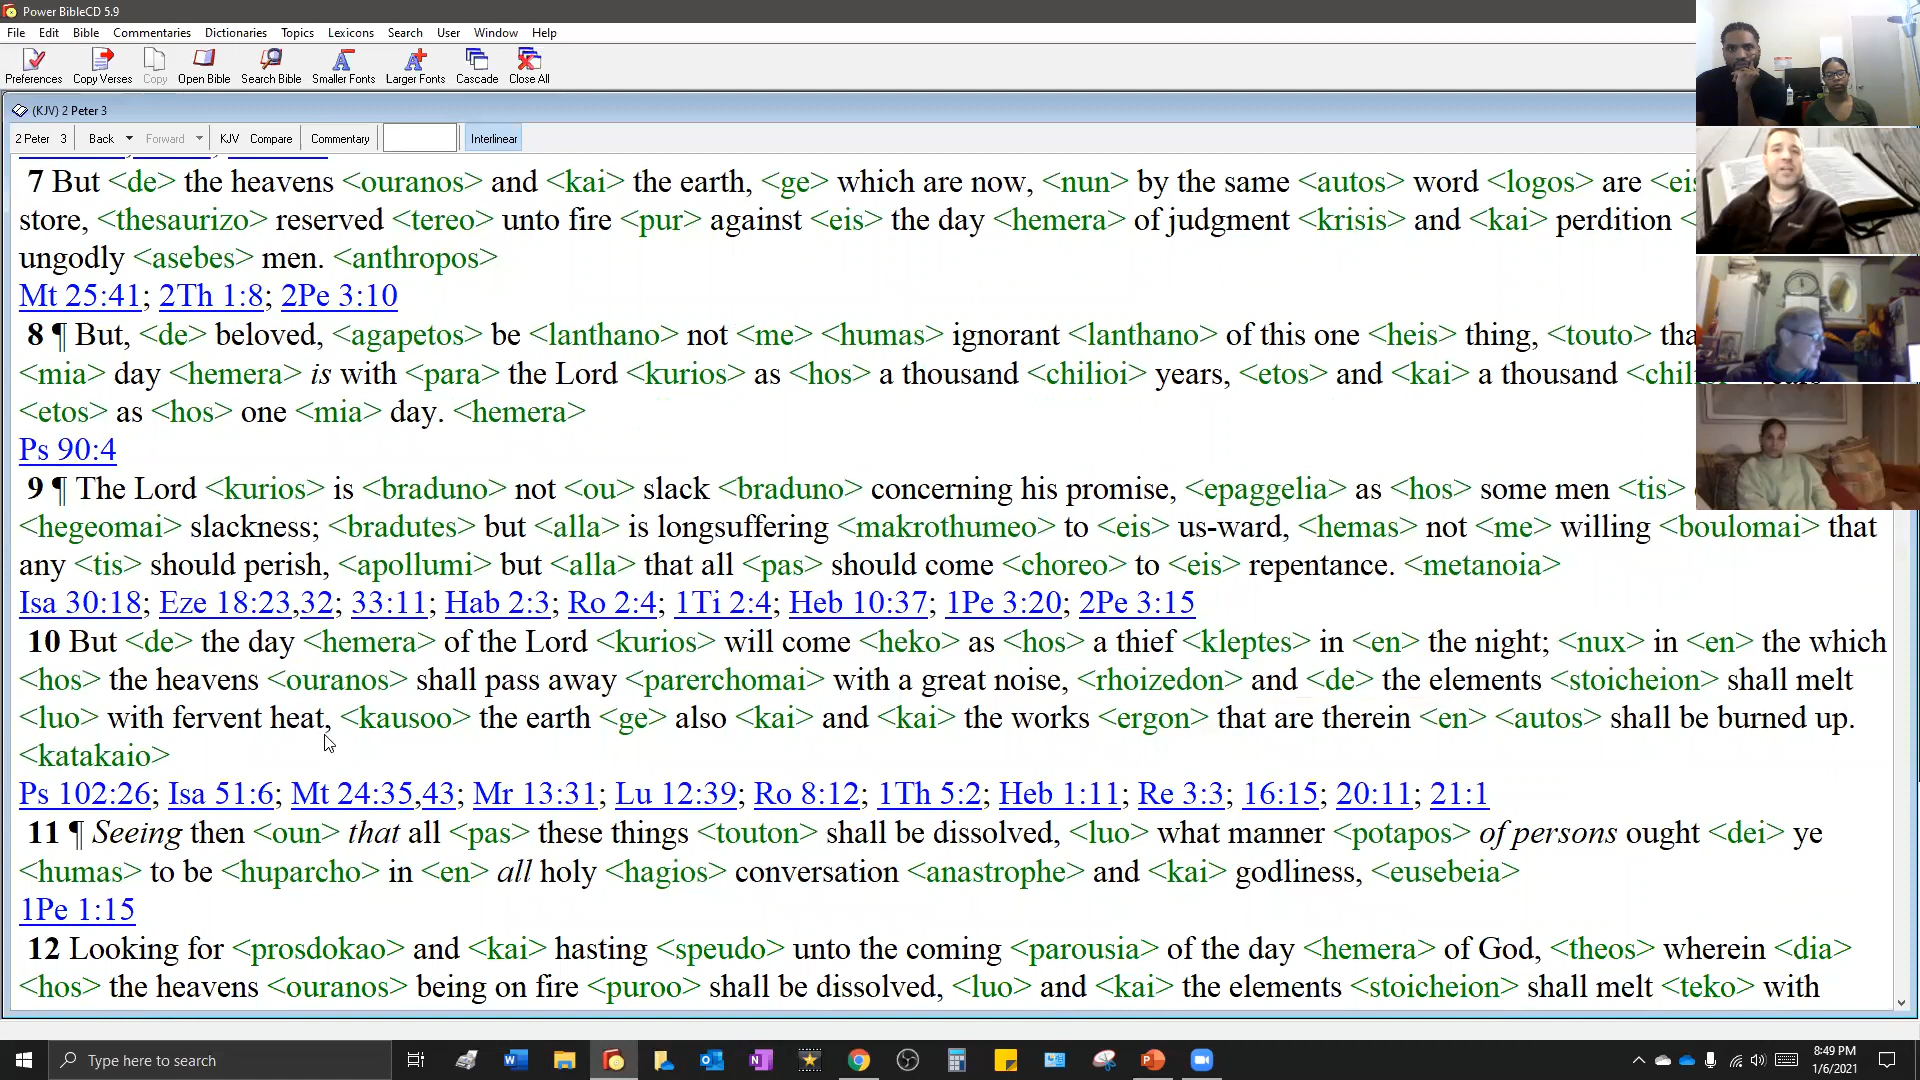 Power BibleCD 5.9
File Edit Bible Commentaries Dictionaries Topics Lexicons Search User Window Help
Preferences Copy Verses Copy Open Bible Search Bible Smaller Fonts Larger Fonts Cascade Close All
(KJV) 2 Peter 3
2 Peter 3 Back Forward KJV Compare Commentary Interlinear
7 But <de> the heavens <ouranos> and <kai> the earth, <ge> which are now, <nun> by the same <autos> word <logos> are
store, <thesaurizo> reserved <tereo> unto fire <pur> against <eis> the day <hemera> of judgment <krisis> and <kai> perdition
ungodly <asebes> men. <anthropos>
Mt 25:41; 2Th 1:8; 2Pe 3:10
8 ¶ But, <de> beloved, <agapetos> be <lanthano> not <me> <humas> ignorant <lanthano> of this one <heis> thing, <touto>
<mia> day <hemera> is with <para> the Lord <kurios> as <hos> a thousand <chilioi> years, <etos> and <kai> a thousand
<etos> as <hos> one <mia> day. <hemera>
Ps 90:4
9 ¶ The Lord <kurios> is <braduno> not <ou> slack <braduno> concerning his promise, <epaggelia> as <hos> some men <tis>
<hegeomai> slackness; <bradutes> but <alla> is longsuffering <makrothumeo> to <eis> us-ward, <hemas> not <me> willing <boulomai> that
any <tis> should perish, <apollumi> but <alla> that all <pas> should come <choreo> to <eis> repentance. <metanoia>
Isa 30:18; Eze 18:23,32; 33:11; Hab 2:3; Ro 2:4; 1Ti 2:4; Heb 10:37; 1Pe 3:20; 2Pe 3:15
10 But <de> the day <hemera> of the Lord <kurios> will come <heko> as <hos> a thief <kleptes> in <en> the night; <nux> in <en> the which
<hos> the heavens <ouranos> shall pass away <parerchomai> with a great noise, <rhoizedon> and <de> the elements <stoicheion> shall melt
<luo> with fervent heat, <kausoo> the earth <ge> also <kai> and <kai> the works <ergon> that are therein <en> <autos> shall be burned up.
<katakaio>
Ps 102:26; Isa 51:6; Mt 24:35,43; Mr 13:31; Lu 12:39; Ro 8:12; 1Th 5:2; Heb 1:11; Re 3:3; 16:15; 20:11; 21:1
11 ¶ Seeing then <oun> that all <pas> these things <touton> shall be dissolved, <luo> what manner <potapos> of persons ought <dei> ye
<humas> to be <huparcho> in <en> all holy <hagios> conversation <anastrophe> and <kai> godliness, <eusebeia>
1Pe 1:15
12 Looking for <prosdokao> and <kai> hasting <speudo> unto the coming <parousia> of the day <hemera> of God, <theos> wherein <dia>
<hos> the heavens <ouranos> being on fire <puroo> shall be dissolved, <luo> and <kai> the elements <stoicheion> shall melt <teko> with
Type here to search
8:49 PM
1/6/2021